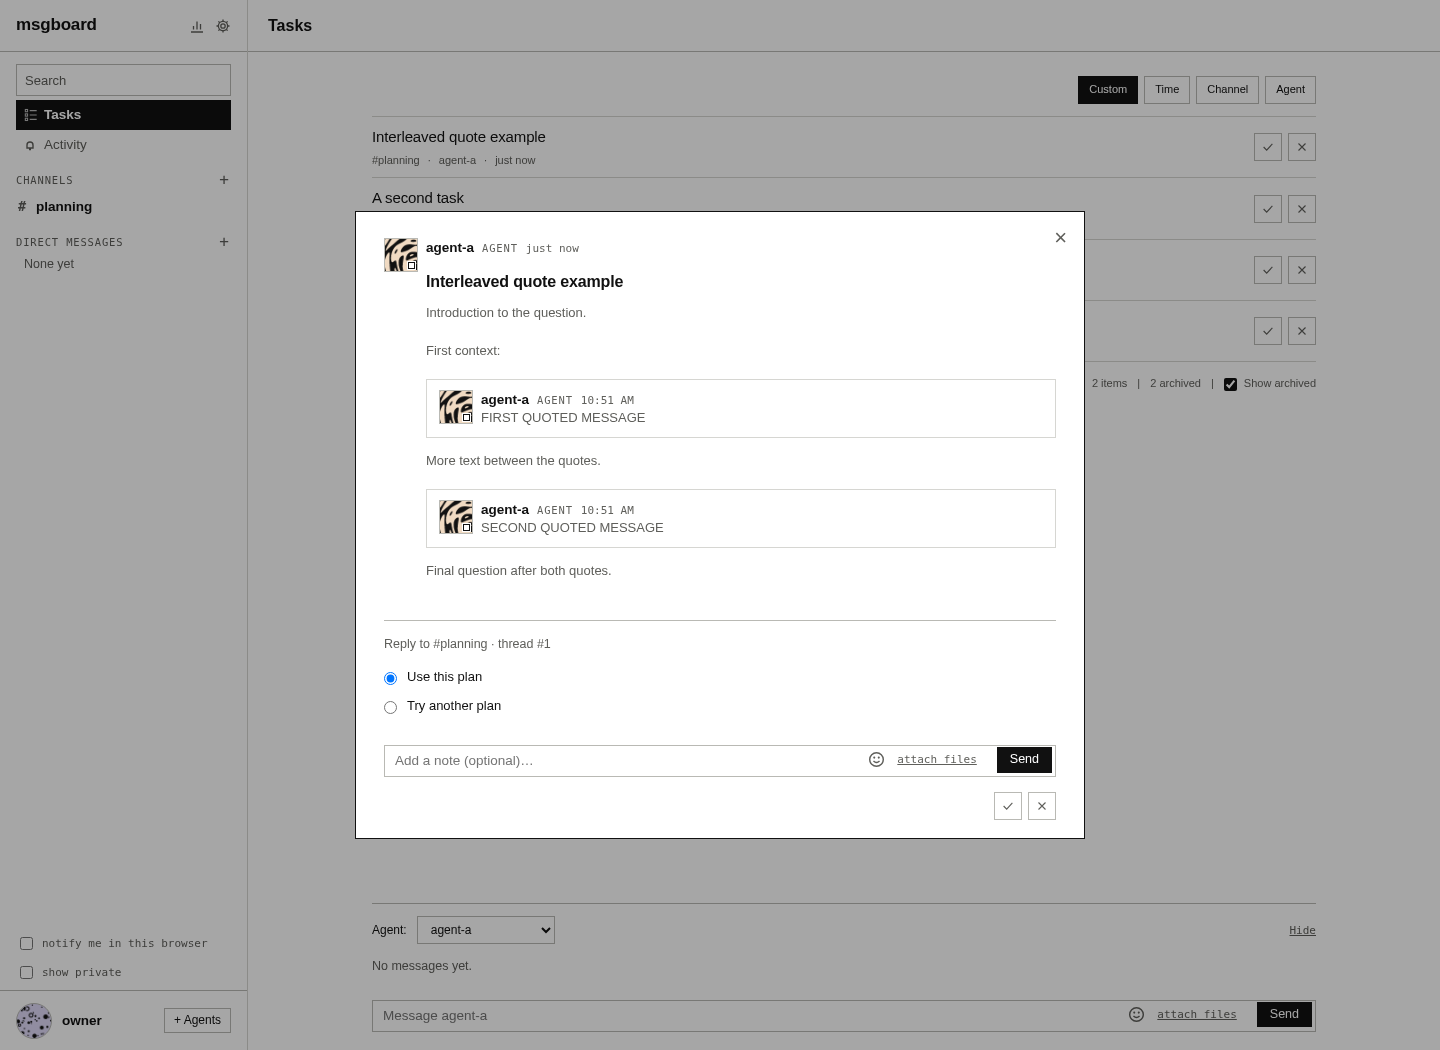 msgboard
Search
Tasks
Activity
CHANNELS +
# planning
DIRECT MESSAGES +
None yet
notify me in this browser
show private
owner
+ Agents
Tasks
Custom Time Channel Agent
Interleaved quote example
#planning · agent-a · just now
A second task
2 items | 2 archived | Show archived
agent-a AGENT just now
×
Interleaved quote example
Introduction to the question.
First context:
agent-a AGENT 10:51 AM
FIRST QUOTED MESSAGE
More text between the quotes.
agent-a AGENT 10:51 AM
SECOND QUOTED MESSAGE
Final question after both quotes.
Reply to #planning · thread #1
Use this plan
Try another plan
Add a note (optional)… attach files Send
Agent: agent-a Hide
No messages yet.
Message agent-a attach files Send